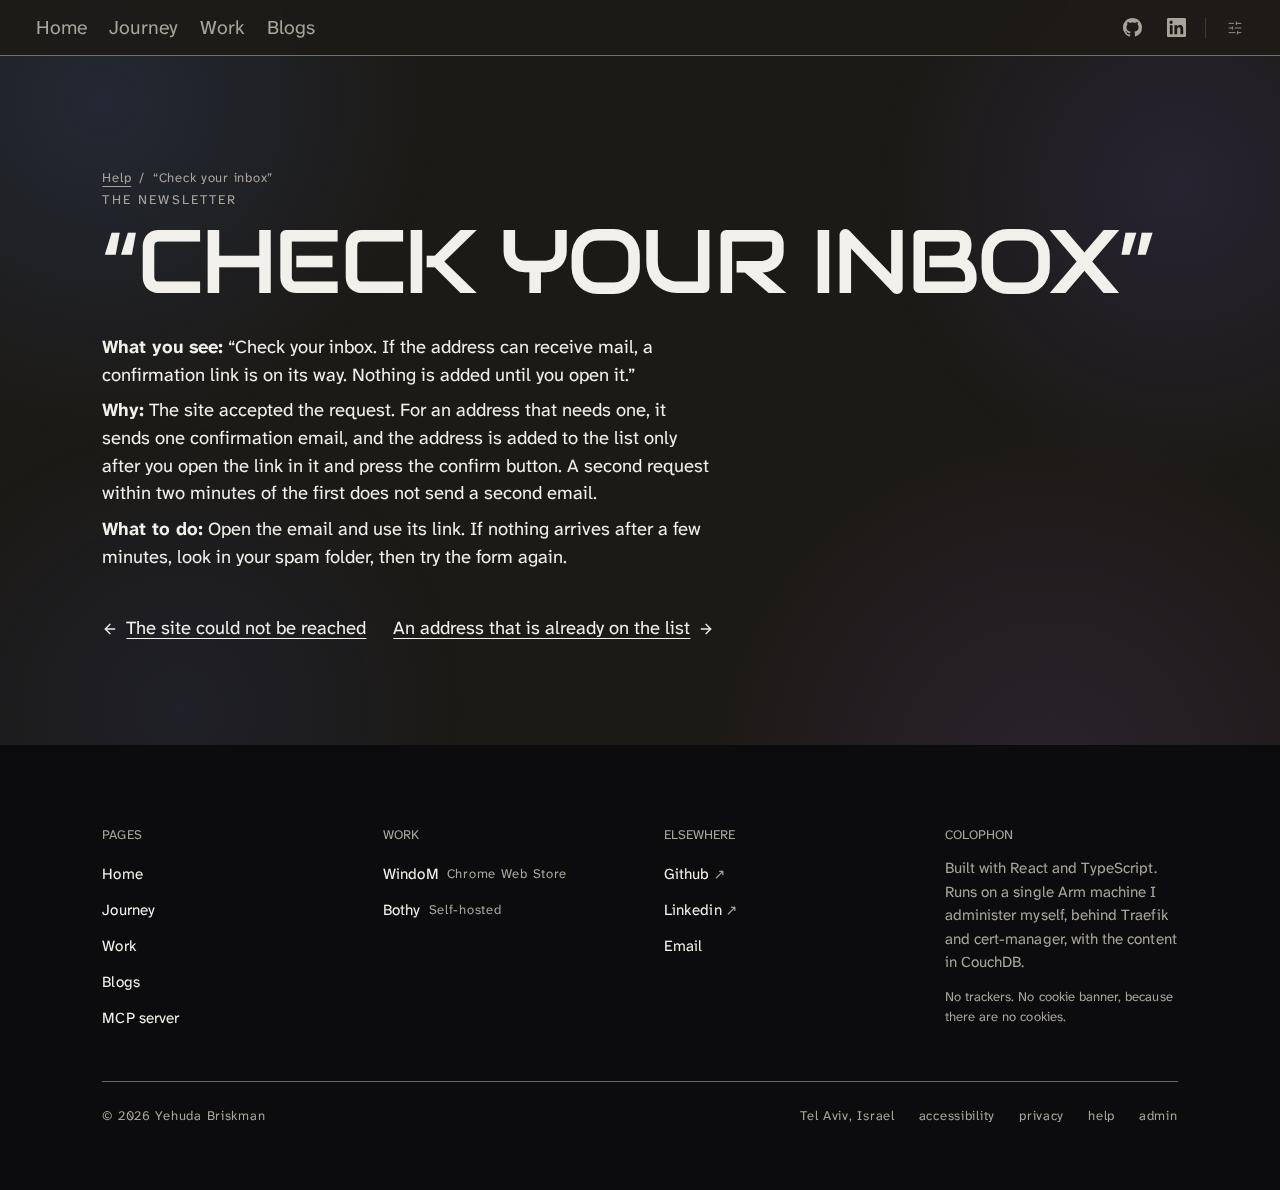 Home Journey Work Blogs
Help / “Check your inbox”
THE NEWSLETTER
“CHECK YOUR INBOX”
What you see: “Check your inbox. If the address can receive mail, a
confirmation link is on its way. Nothing is added until you open it.”
Why: The site accepted the request. For an address that needs one, it
sends one confirmation email, and the address is added to the list only
after you open the link in it and press the confirm button. A second request
within two minutes of the first does not send a second email.
What to do: Open the email and use its link. If nothing arrives after a few
minutes, look in your spam folder, then try the form again.
← The site could not be reached An address that is already on the list →
PAGES
Home
Journey
Work
Blogs
MCP server
WORK
WindoM Chrome Web Store
Bothy Self-hosted
ELSEWHERE
Github ↗
Linkedin ↗
Email
COLOPHON
Built with React and TypeScript.
Runs on a single Arm machine I
administer myself, behind Traefik
and cert-manager, with the content
in CouchDB.
No trackers. No cookie banner, because
there are no cookies.
© 2026 Yehuda Briskman
Tel Aviv, Israel accessibility privacy help admin